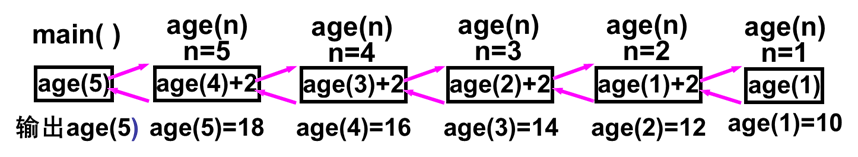 main( ) age(n) age(n) age(n) age(n) age(n)
n=5 n=4 n=3 n=2 n=1
age(5) age(4)+2 age(3)+2 age(2)+2 age(1)+2 age(1)
输出age(5) age(5)=18 age(4)=16 age(3)=14 age(2)=12 age(1)=10